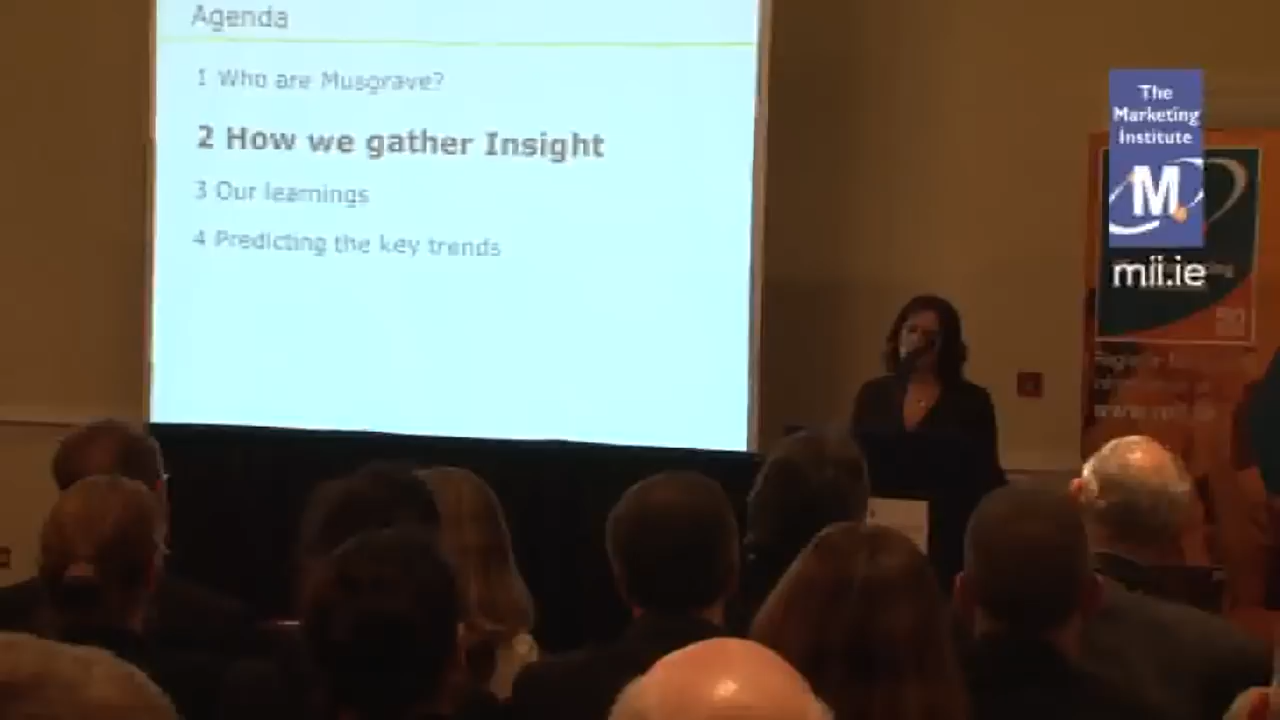 Agenda
1 Who are Musgrave?
2 How we gather Insight
3 Our learnings
4 Predicting the key trends
The
Marketing
Institute
M
mii.ie